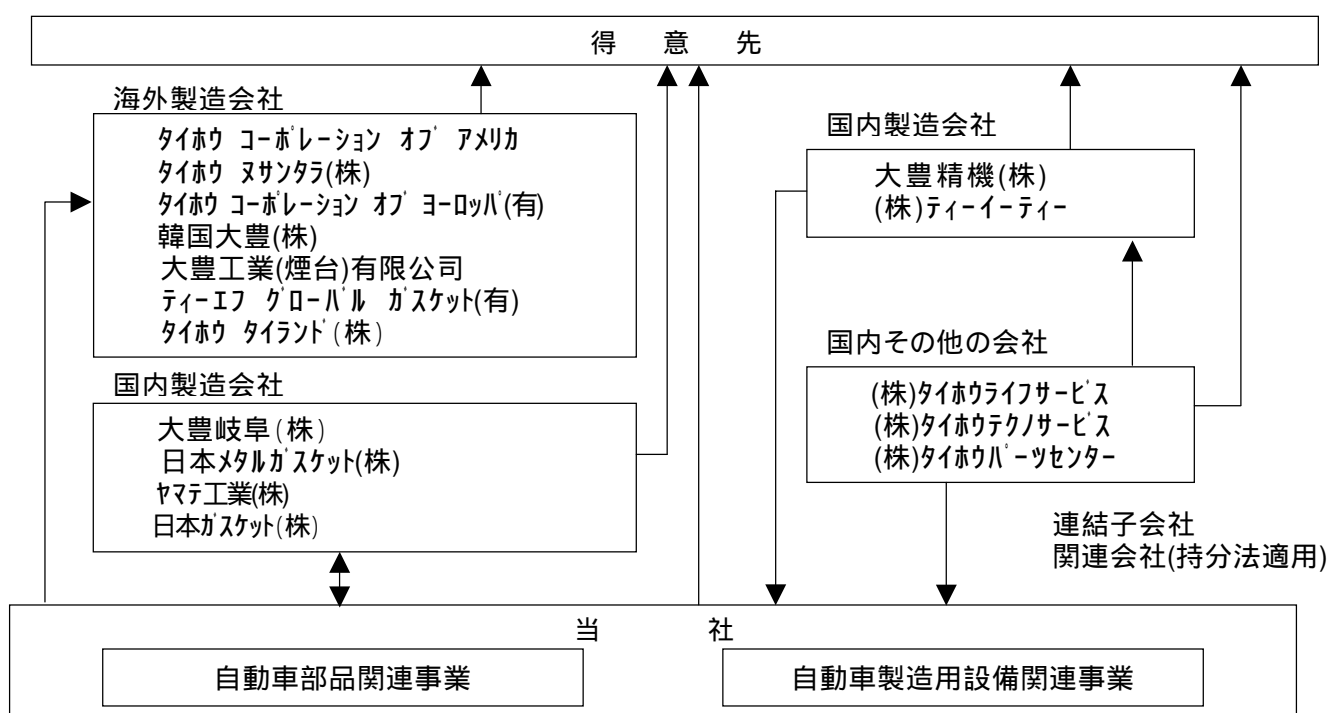 得 意 先
海外製造会社
ﾀｲﾎｳ ｺｰﾎﾟﾚｰｼｮﾝ ｵﾌﾞ ｱﾒﾘｶ
ﾀｲﾎｳ ﾇｻﾝﾀﾗ(株)
ﾀｲﾎｳ ｺｰﾎﾟﾚｰｼｮﾝ ｵﾌﾞ ﾖｰﾛｯﾊﾟ(有)
韓国大豊(株)
大豊工業(煙台)有限公司
ﾃｨｰｴﾌ ｸﾞﾛｰﾊﾞﾙ ｶﾞｽｹｯﾄ(有)
ﾀｲﾎｳ ﾀｲﾗﾝﾄﾞ(株)
国内製造会社
大豊岐阜(株)
日本ﾒﾀﾙｶﾞｽｹｯﾄ(株)
ﾔﾏﾃ工業(株)
日本ｶﾞｽｹｯﾄ(株)
国内製造会社
大豊精機(株)
(株)ﾃｨｰｲｰﾃｨｰ
国内その他の会社
(株)ﾀｲﾎｳﾗｲﾌｻｰﾋﾞｽ
(株)ﾀｲﾎｳﾃｸﾉｻｰﾋﾞｽ
(株)ﾀｲﾎｳﾊﾟｰﾂｾﾝﾀｰ
連結子会社
関連会社(持分法適用)
当 社
自動車部品関連事業
自動車製造用設備関連事業